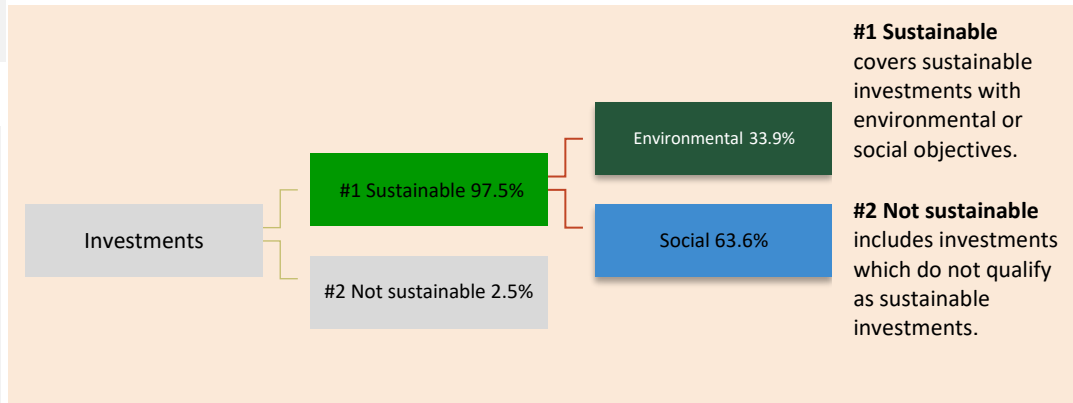 Investments
#1 Sustainable 97.5%
#2 Not sustainable 2.5%
Environmental 33.9%
Social 63.6%
#1 Sustainable
covers sustainable
investments with
environmental or
social objectives.
#2 Not sustainable
includes investments
which do not qualify
as sustainable
investments.